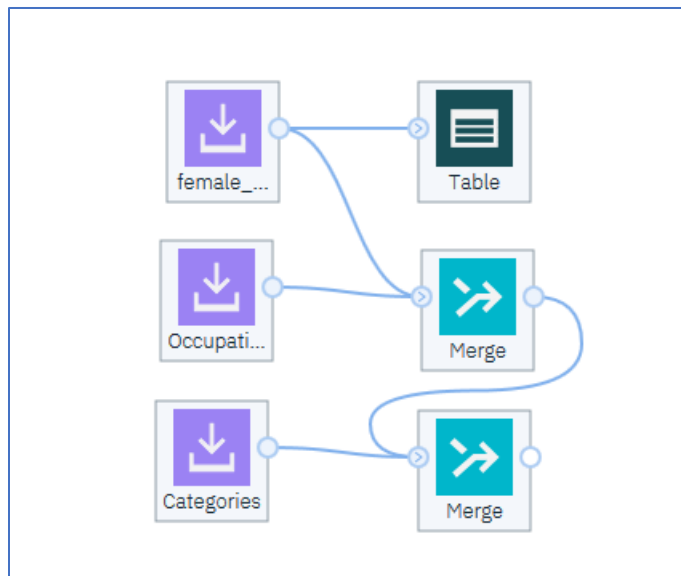 female_...
Table
Occupati...
Merge
Categories
Merge